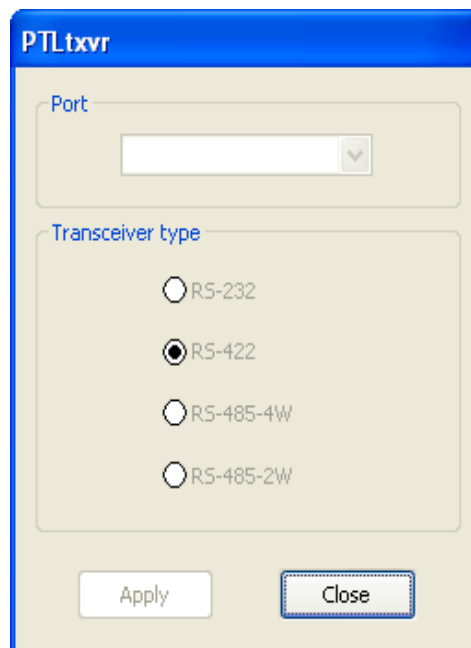 PTLtxvr
Port
Transceiver type
RS-232
RS-422
RS-485-4W
RS-485-2W
Apply
Close